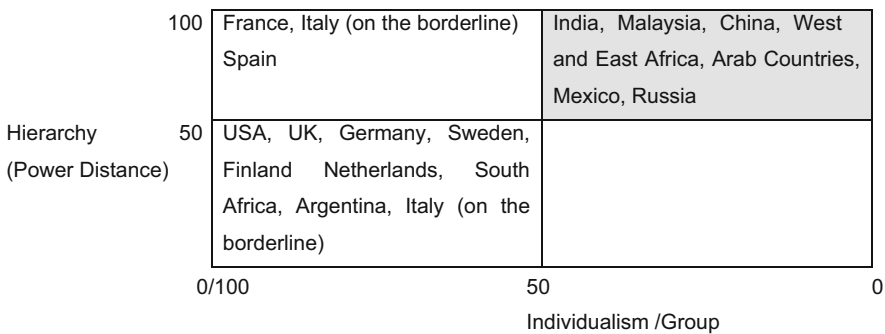 100 France, Italy (on the borderline) India, Malaysia, China, West
Spain and East Africa, Arab Countries,
Mexico, Russia
Hierarchy 50 USA, UK, Germany, Sweden,
(Power Distance) Finland Netherlands, South
Africa, Argentina, Italy (on the
borderline)
0/100 50 0
Individualism /Group